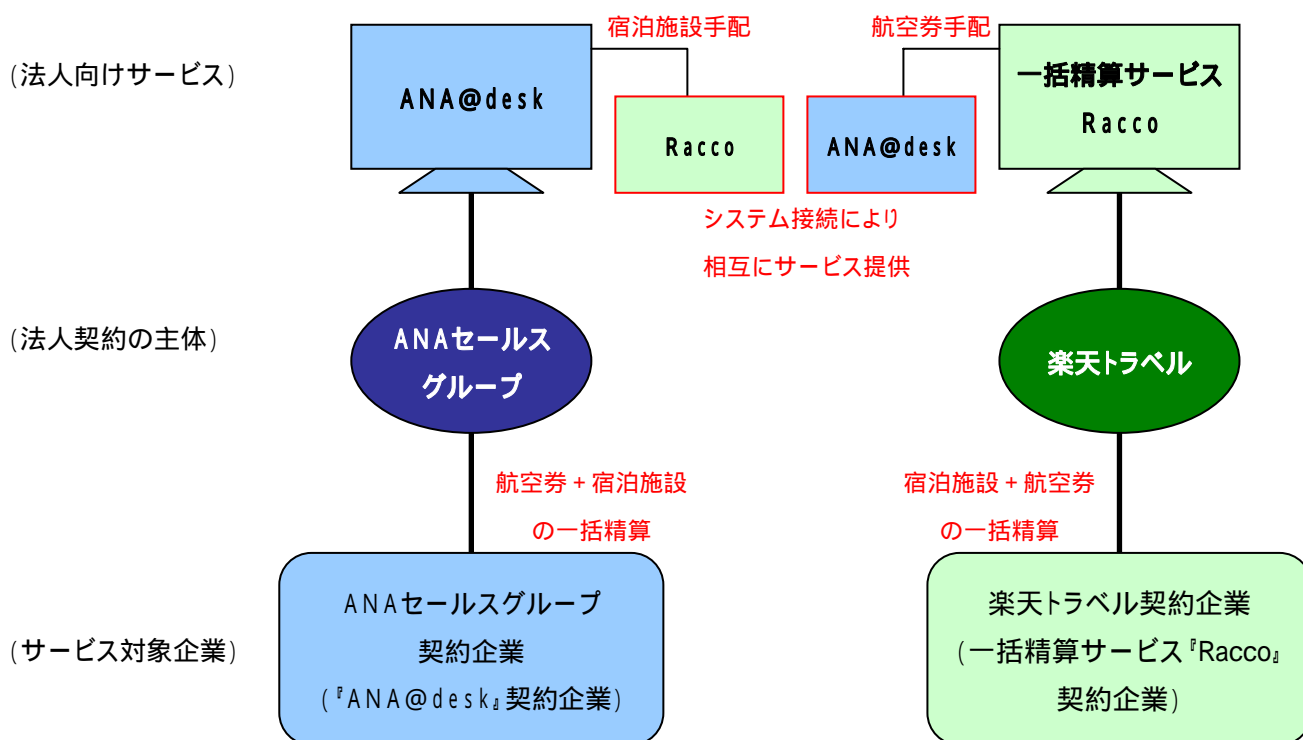 宿泊施設手配
航空券手配
(法人向けサービス)
ANA@desk
Racco
ANA@desk
一括精算サービス
Racco
システム接続により
相互にサービス提供
(法人契約の主体)
ANAセールス
グループ
楽天トラベル
航空券+宿泊施設
の一括精算
宿泊施設+航空券
の一括精算
(サービス対象企業)
ANAセールスグループ
契約企業
(『ANA@desk』契約企業)
楽天トラベル契約企業
(一括精算サービス『Racco』
契約企業)